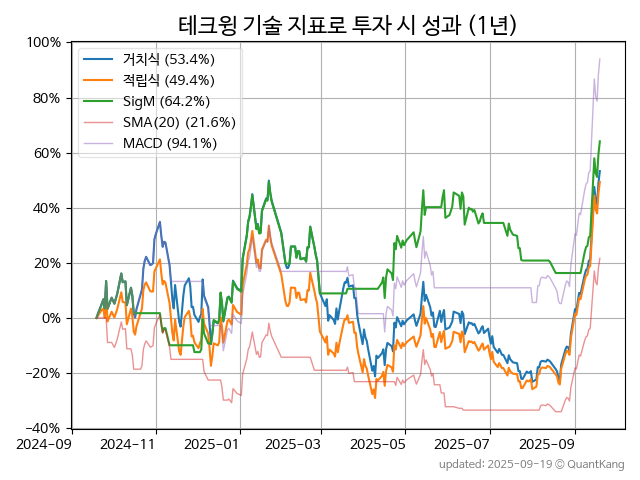 테크윙 기술 지표로 투자 시 성과 (1년)
거치식 (53.4%)
적립식 (49.4%)
SigM (64.2%)
SMA(20) (21.6%)
MACD (94.1%)
100%
80%
60%
40%
20%
0%
−20%
−40%
2024-09 2024-11 2025-01 2025-03 2025-05 2025-07 2025-09
updated: 2025-09-19 © QuantKang